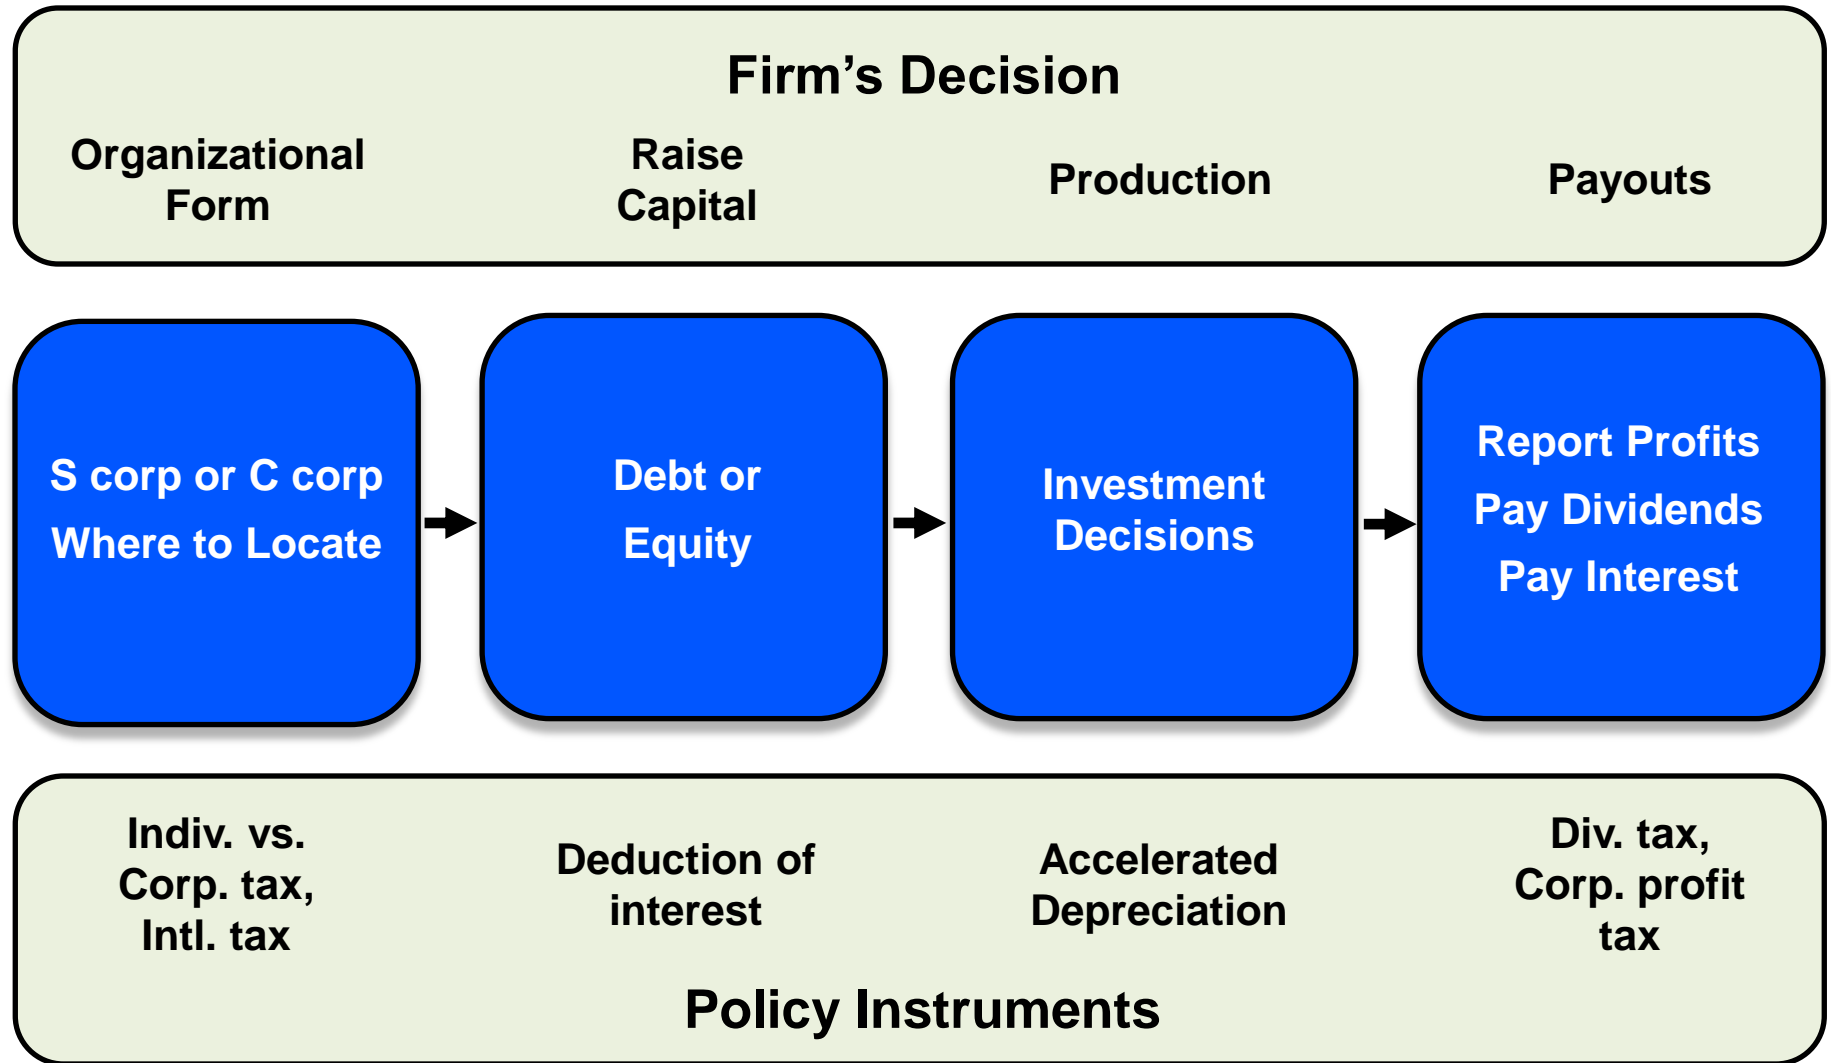 Firm’s Decision
Organizational
Form
Raise
Capital
Production
Payouts
S corp or C corp
Where to Locate
Debt or
Equity
Investment
Decisions
Report Profits
Pay Dividends
Pay Interest
Indiv. vs.
Corp. tax,
Intl. tax
Deduction of
interest
Accelerated
Depreciation
Div. tax,
Corp. profit
tax
Policy Instruments